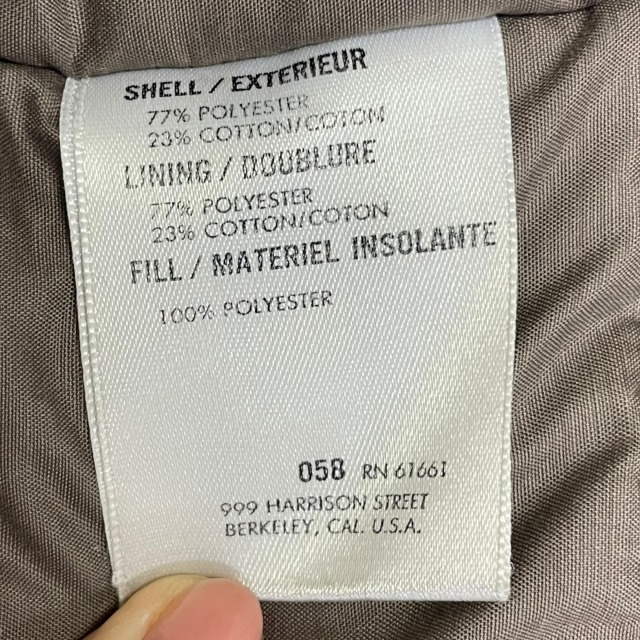 SHELL / EXTERIEUR
77% POLYESTER
23% COTTON/COTON
LINING / DOUBLURE
77% POLYESTER
23% COTTON/COTON
FILL / MATERIEL INSOLANTE
100% POLYESTER
058 RN 61661
999 HARRISON STREET
BERKELEY, CAL. U.S.A.